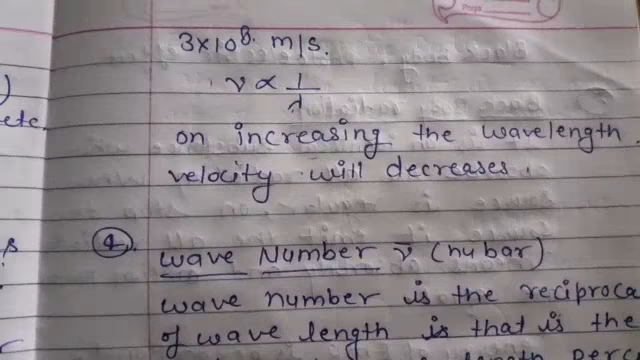 3×10⁸. m/s.
ν ∝ 1/λ
)
etc.
on increasing the wavelength
velocity will decreases.
④. Wave Number ν (nu bar)
wave number is the reciproca
of wave length is that is the